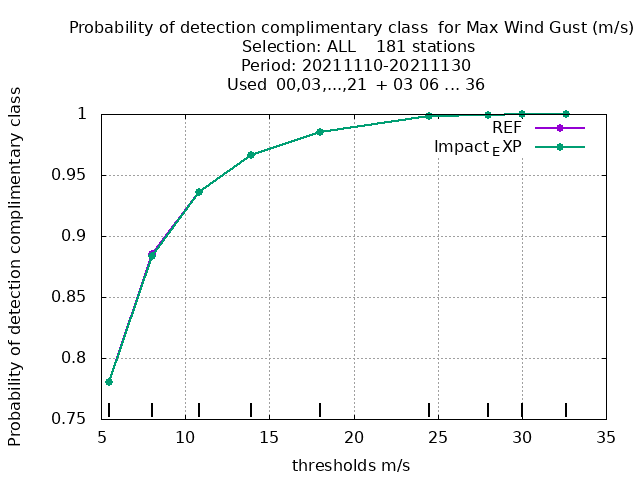 Probability of detection complimentary class  for Max Wind Gust (m/s)
Selection: ALL    181 stations
Period: 20211110-20211130
Used  00,03,...,21  + 03 06 ... 36
Probability of detection complimentary class
1
0.95
0.9
0.85
0.8
0.75
REF
Impact_EXP
5 10 15 20 25 30 35
thresholds m/s